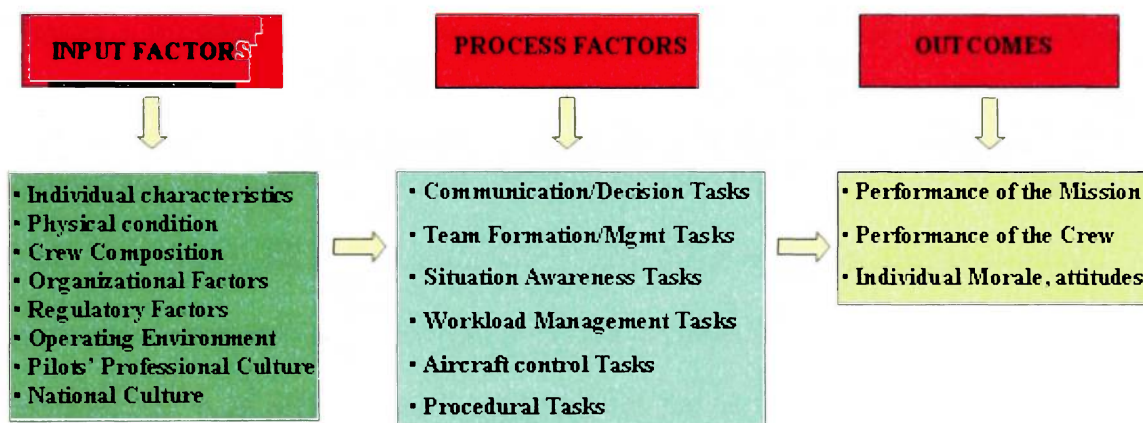 INPUT FACTORS
PROCESS FACTORS
OUTCOMES
• Individual characteristics
• Physical condition
• Crew Composition
• Organizational Factors
• Regulatory Factors
• Operating Environment
• Pilots' Professional Culture
• National Culture
• Communication/Decision Tasks
• Team Formation/Mgmt Tasks
• Situation Awareness Tasks
• Workload Management Tasks
• Aircraft control Tasks
• Procedural Tasks
• Performance of the Mission
• Performance of the Crew
• Individual Morale, attitudes